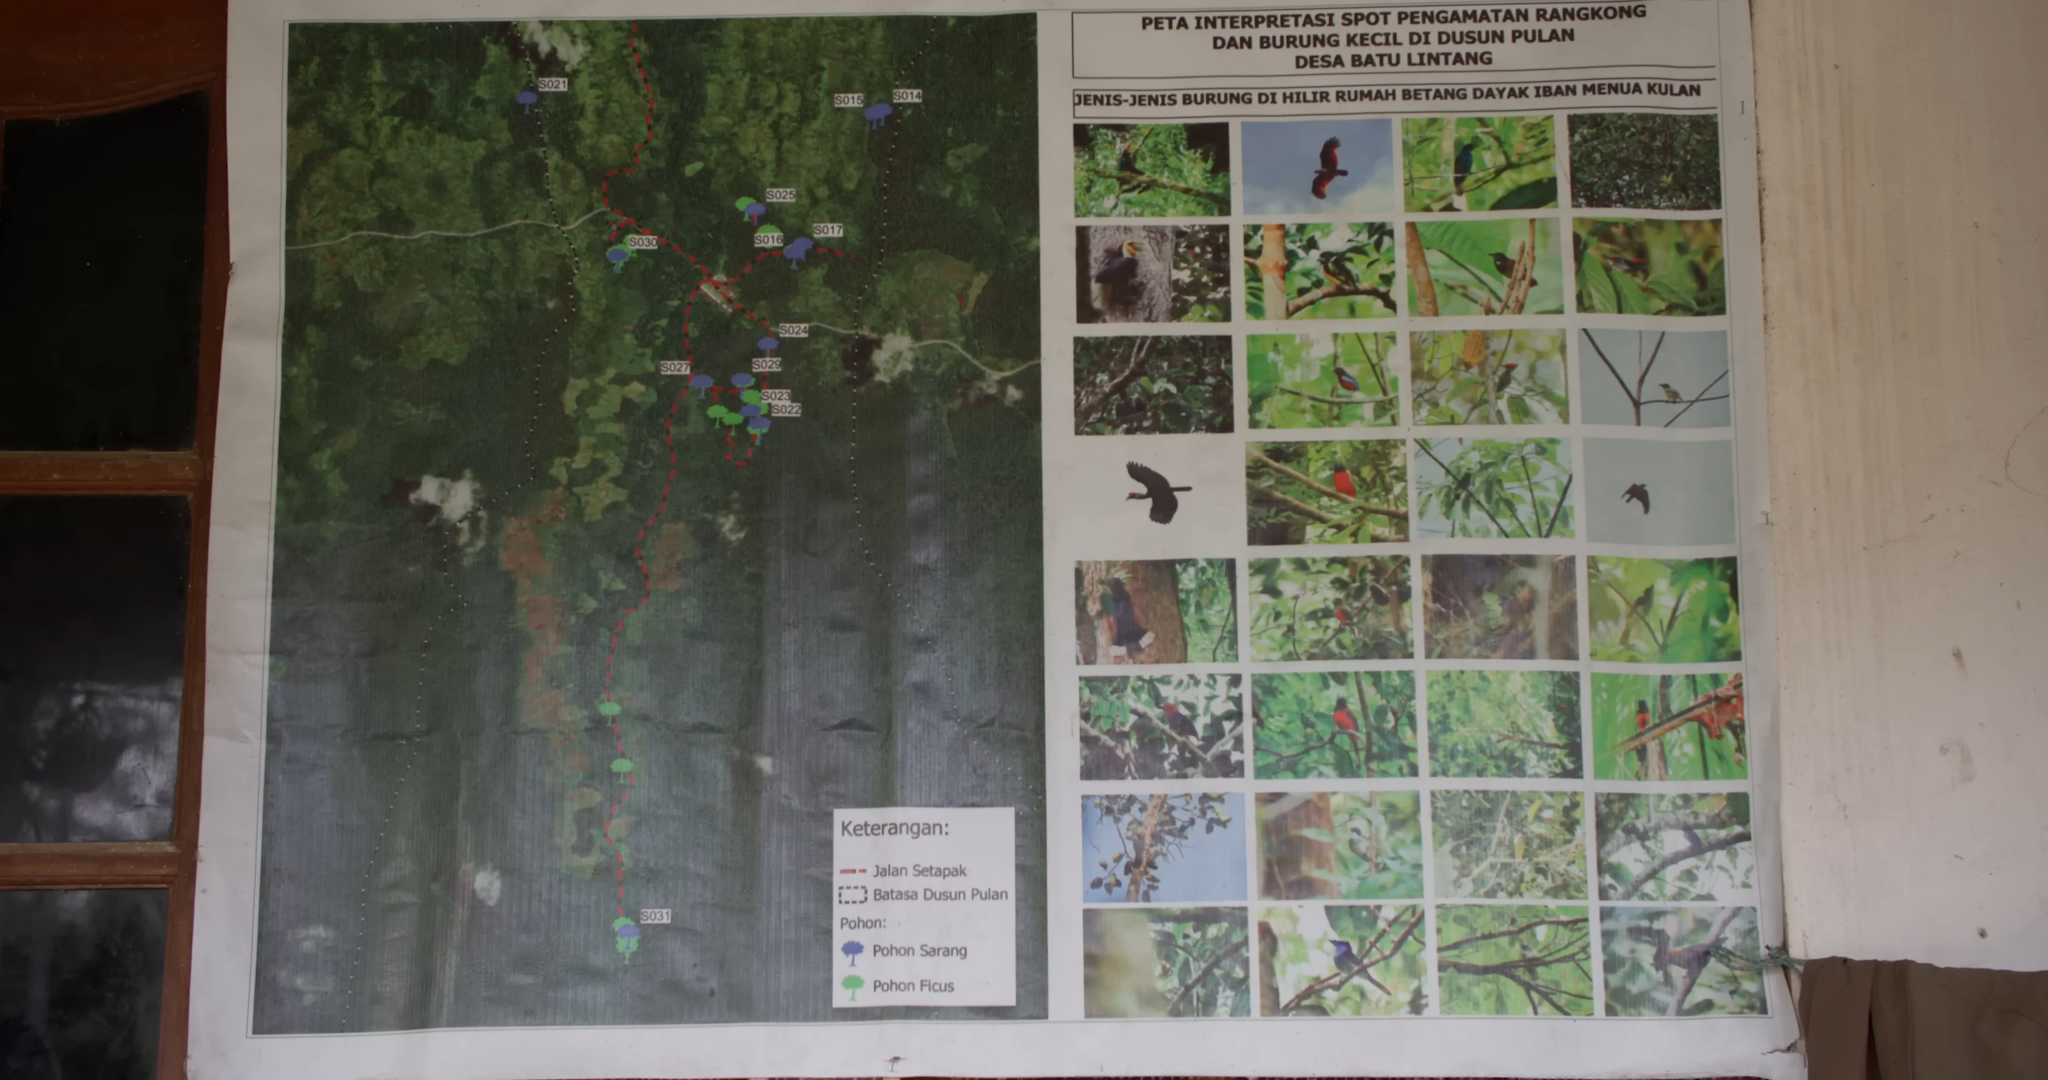 PETA INTERPRETASI SPOT PENGAMATAN RANGKONG
DAN BURUNG KECIL DI DUSUN PULAN
DESA BATU LINTANG
JENIS-JENIS BURUNG DI HILIR RUMAH BETANG DAYAK IBAN MENUA KULAN
S021
S015
S014
S025
S016
S017
S030
S024
S027
S029
S023
S022
S031
Keterangan:
Jalan Setapak
Batasa Dusun Pulan
Pohon:
Pohon Sarang
Pohon Ficus